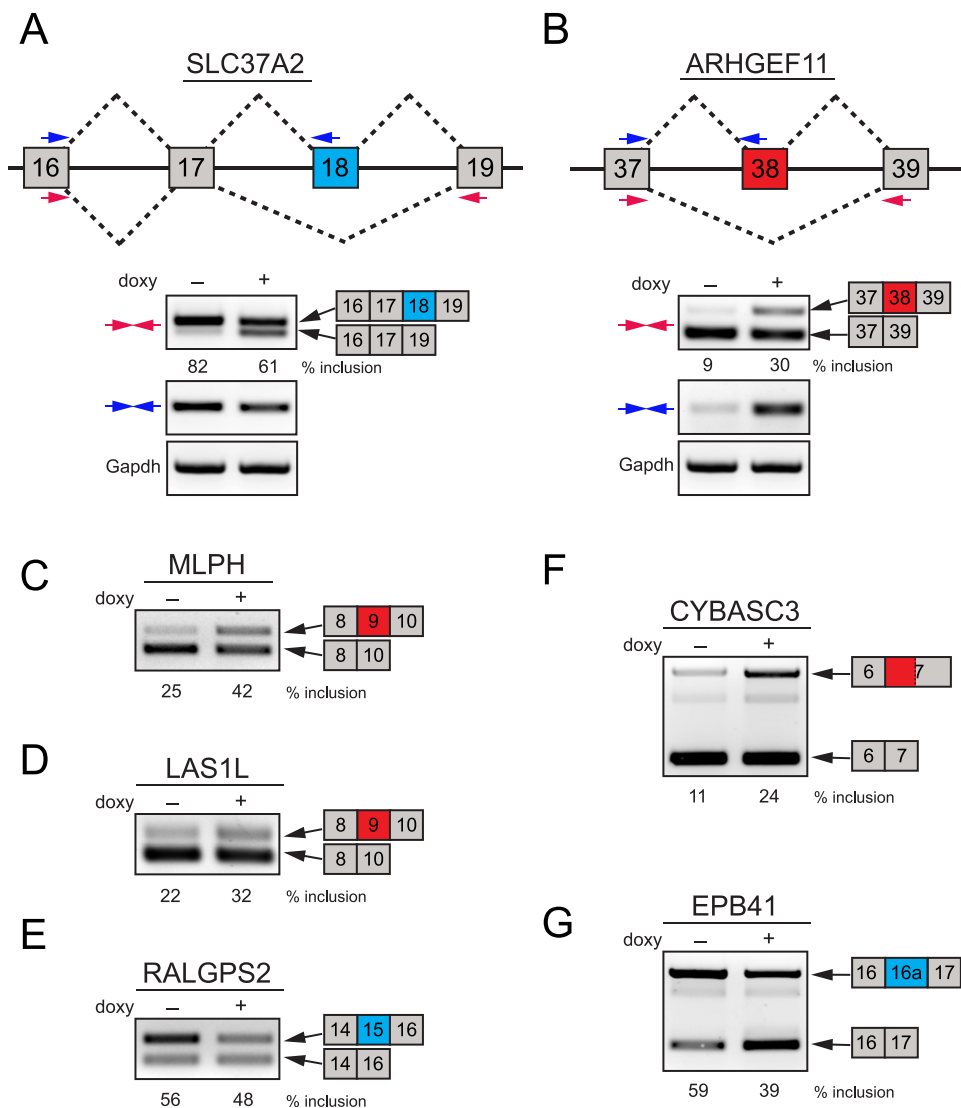 A
SLC37A2
16 17 18 19
doxy – +
16 17 18 19
16 17 19
82 61 % inclusion
Gapdh
B
ARHGEF11
37 38 39
doxy – +
37 38 39
37 39
9 30 % inclusion
Gapdh
C
MLPH
doxy – +
8 9 10
8 10
25 42 % inclusion
D
LAS1L
doxy – +
8 9 10
8 10
22 32 % inclusion
E
RALGPS2
doxy – +
14 15 16
14 16
56 48 % inclusion
F
CYBASC3
doxy – +
6 7
6 7
11 24 % inclusion
G
EPB41
doxy – +
16 16a 17
16 17
59 39 % inclusion